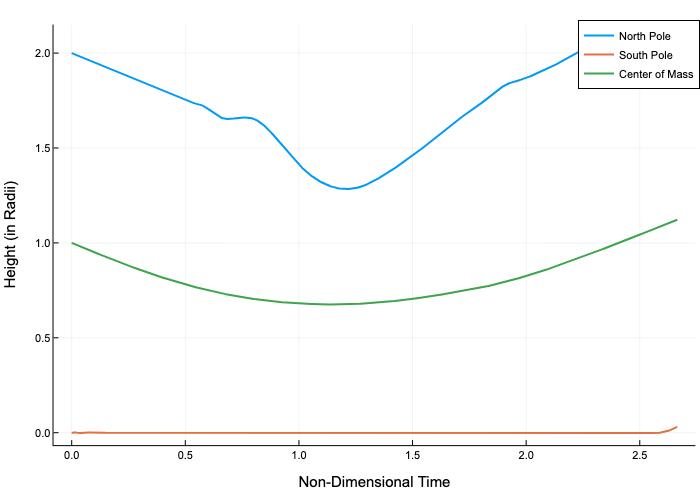 North Pole
South Pole
Center of Mass
2.0
1.5
1.0
0.5
0.0
Height (in Radii)
0.0 0.5 1.0 1.5 2.0 2.5
Non-Dimensional Time